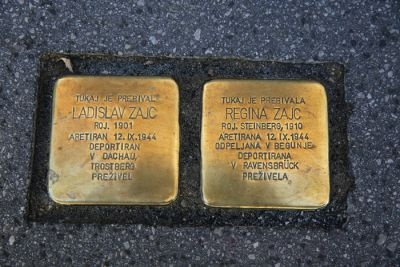 TUKAJ JE PREBIVAL
LADISLAV ZAJC
ROJ. 1901
ARETIRAN 12.IX.1944
DEPORTIRAN
V DACHAU,
TROSTBERG
PREŽIVEL
TUKAJ JE PREBIVALA
REGINA ZAJC
ROJ. STEINBERG, 1910
ARETIRANA 12.IX.1944
ODPELJANA V BEGUNJE
DEPORTIRANA
V RAVENSBRÜCK
PREŽIVELA